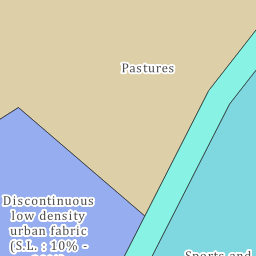 Pastures
Discontinuous
low density
urban fabric
(S.L. : 10% -
Sports and